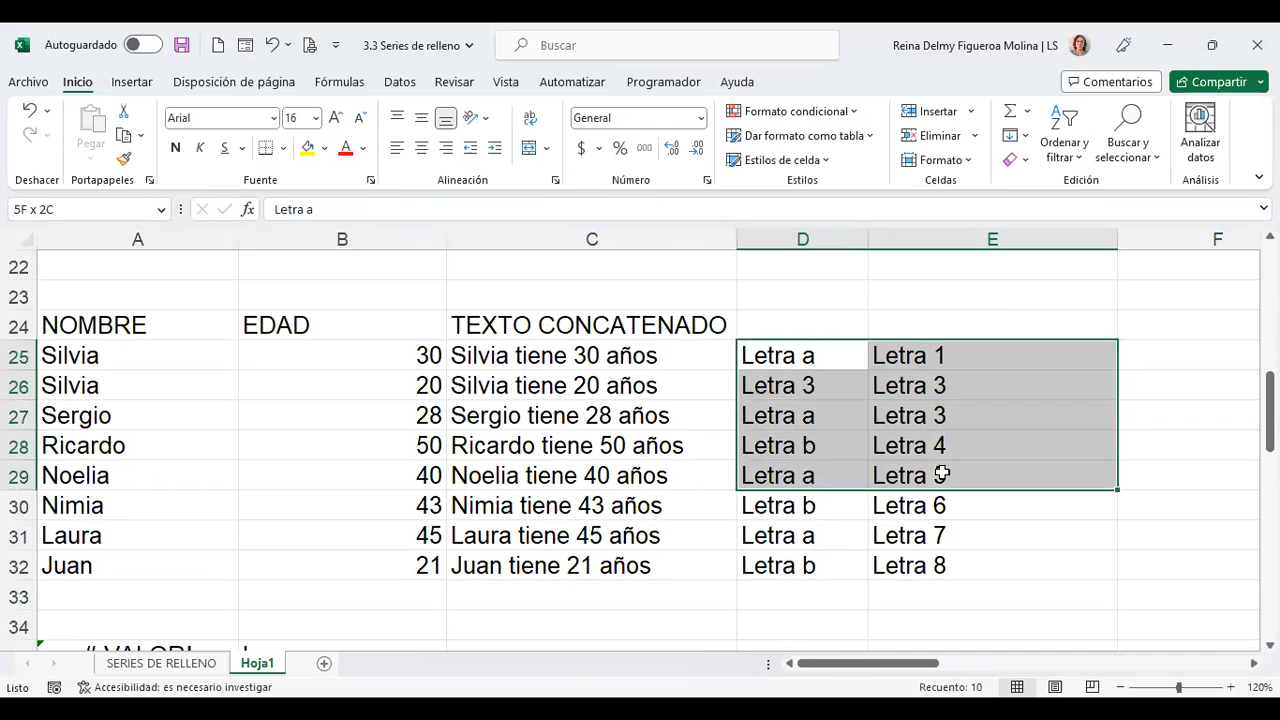 Autoguardado
3.3 Series de relleno
Buscar
Reina Delmy Figueroa Molina | LS
Archivo Inicio Insertar Disposición de página Fórmulas Datos Revisar Vista Automatizar Programador Ayuda Comentarios Compartir
Pegar
Arial 16
N K S
General
$ % 000
Formato condicional
Dar formato como tabla
Estilos de celda
Insertar
Eliminar
Formato
Ordenary filtrar
Buscar y seleccionar
Analizar datos
Deshacer Portapapeles Fuente Alineación Número Estilos Celdas Edición Análisis
5F x 2C fx Letra a
A B C D E F
22
23
24 NOMBRE EDAD TEXTO CONCATENADO
25 Silvia 30 Silvia tiene 30 años Letra a Letra 1
26 Silvia 20 Silvia tiene 20 años Letra 3 Letra 3
27 Sergio 28 Sergio tiene 28 años Letra a Letra 3
28 Ricardo 50 Ricardo tiene 50 años Letra b Letra 4
29 Noelia 40 Noelia tiene 40 años Letra a Letra
30 Nimia 43 Nimia tiene 43 años Letra b Letra 6
31 Laura 45 Laura tiene 45 años Letra a Letra 7
32 Juan 21 Juan tiene 21 años Letra b Letra 8
33
34
SERIES DE RELLENO Hoja1
Listo Accesibilidad: es necesario investigar Recuento: 10 120%